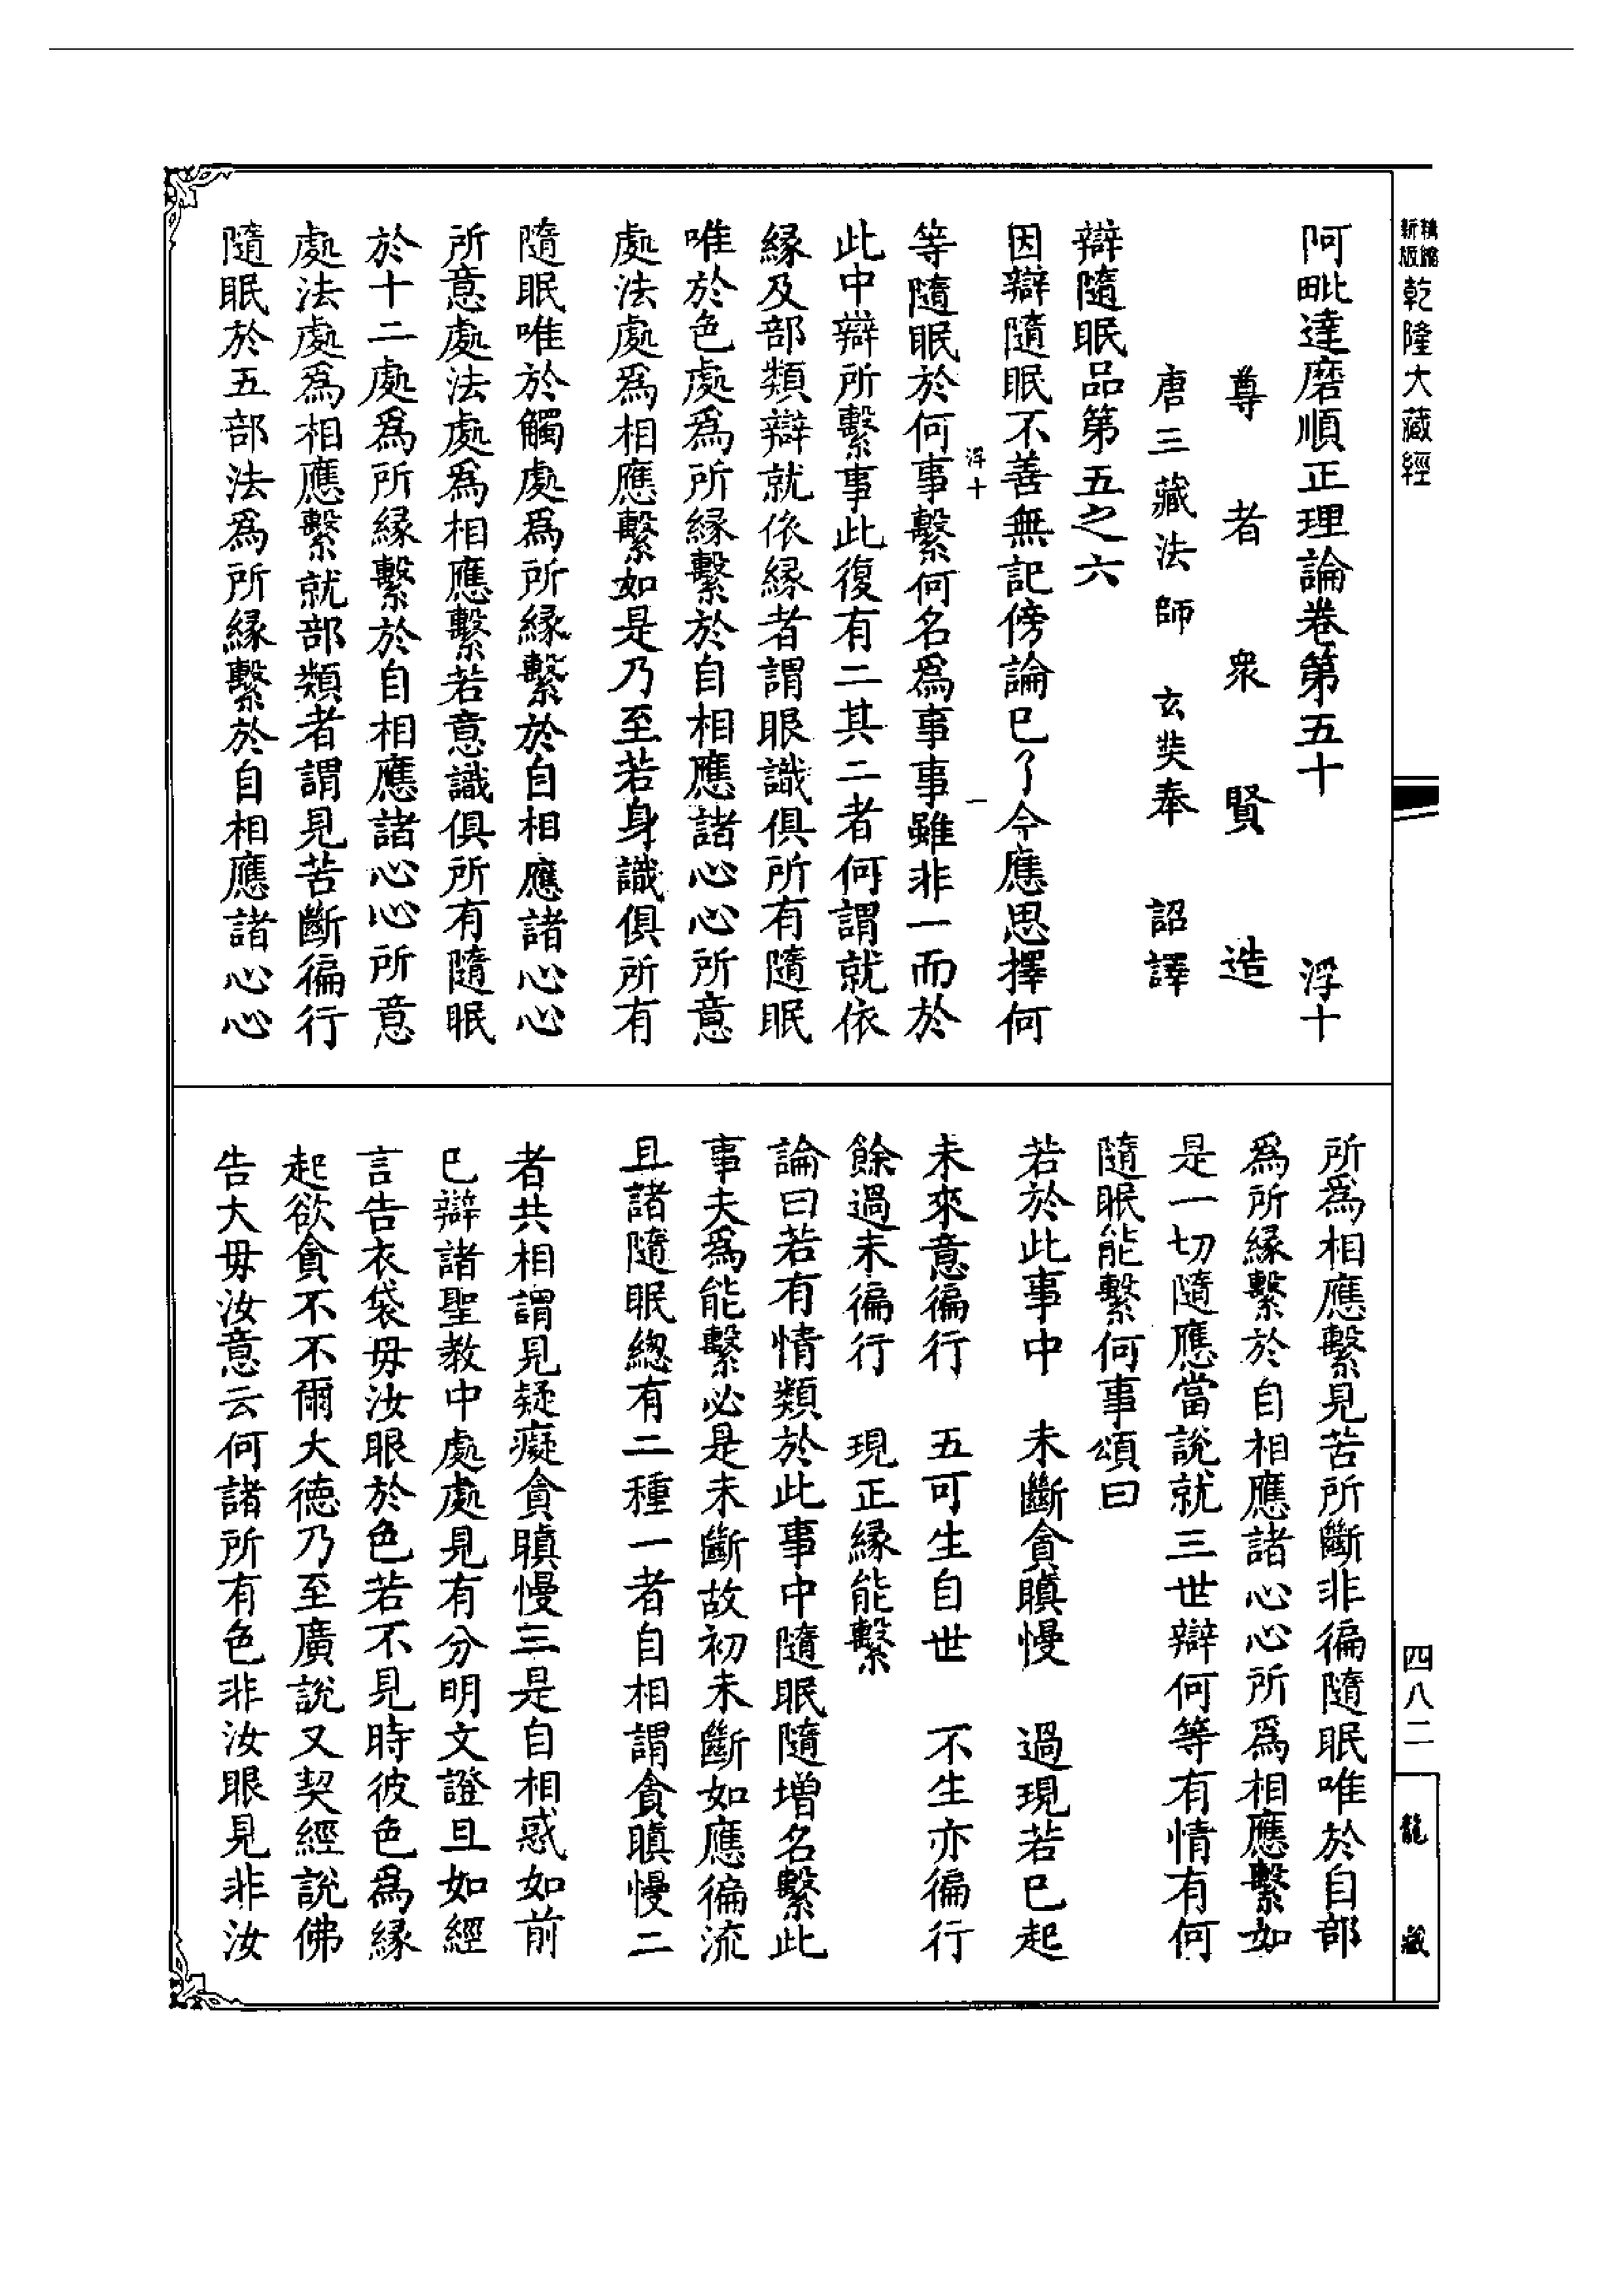 新版精縮乾隆大藏經
阿毗達磨順正理論卷第五十 浮十
尊者衆賢造
唐三藏法師玄奘奉 詔譯
辯隨眠品第五之六
因辯隨眠不善無記傍論已了今應思擇何
浮十 一
等隨眠於何事繫何名爲事事雖非一而於
此中辯所繫事此復有二其二者何謂就依
緣及部類辯就依緣者謂眼識俱所有隨眠
唯於色處爲所緣繫於自相應諸心心所意
處法處爲相應繫如是乃至若身識俱所有
隨眠唯於觸處爲所緣繫於自相應諸心心
所意處法處爲相應繫若意識俱所有隨眠
於十二處爲所緣繫於自相應諸心心所意
處法處爲相應繫就部類者謂見苦斷徧行
隨眠於五部法爲所緣繫於自相應諸心心
所爲相應繫見苦所斷非徧隨眠唯於自部
爲所緣繫於自相應諸心心所爲相應繫如
是一切隨應當說就三世辯何等有情有何
隨眠能繫何事頌曰
若於此事中 未斷貪瞋慢 過現若已起
未來意徧行 五可生自世 不生亦徧行
餘過未徧行 現正緣能繫
論曰若有情類於此事中隨眠隨增名繫此
事夫爲能繫必是未斷故初未斷如應徧流
且諸隨眠總有二種一者自相謂貪瞋慢二
者共相謂見疑癡貪瞋慢三是自相惑如前
已辯諸聖教中處處見有分明文證且如經
言告衣袋毋汝眼於色若不見時彼色爲緣
起欲貪不不爾大德乃至廣說又契經說佛
告大毋汝意云何諸所有色非汝眼見非汝
四八二
龍藏